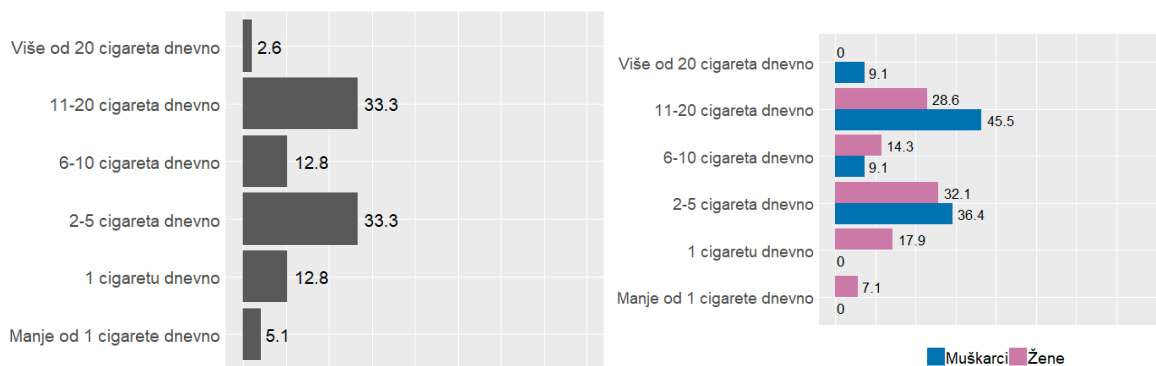 Više od 20 cigareta dnevno 2.6
11-20 cigareta dnevno 33.3
6-10 cigareta dnevno 12.8
2-5 cigareta dnevno 33.3
1 cigaretu dnevno 12.8
Manje od 1 cigarete dnevno 5.1
0
Više od 20 cigareta dnevno 9.1
28.6
11-20 cigareta dnevno 45.5
14.3
6-10 cigareta dnevno 9.1
32.1
2-5 cigareta dnevno 36.4
17.9
1 cigaretu dnevno 0
7.1
Manje od 1 cigarete dnevno 0
Muškarci Žene